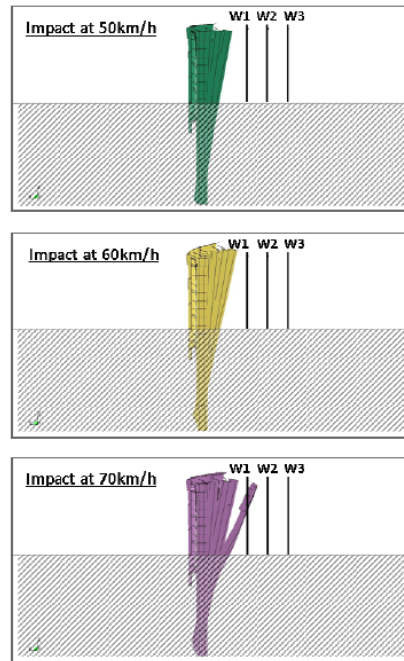 Impact at 50km/h
W1 W2 W3
Impact at 60km/h
W1 W2 W3
Impact at 70km/h
W1 W2 W3